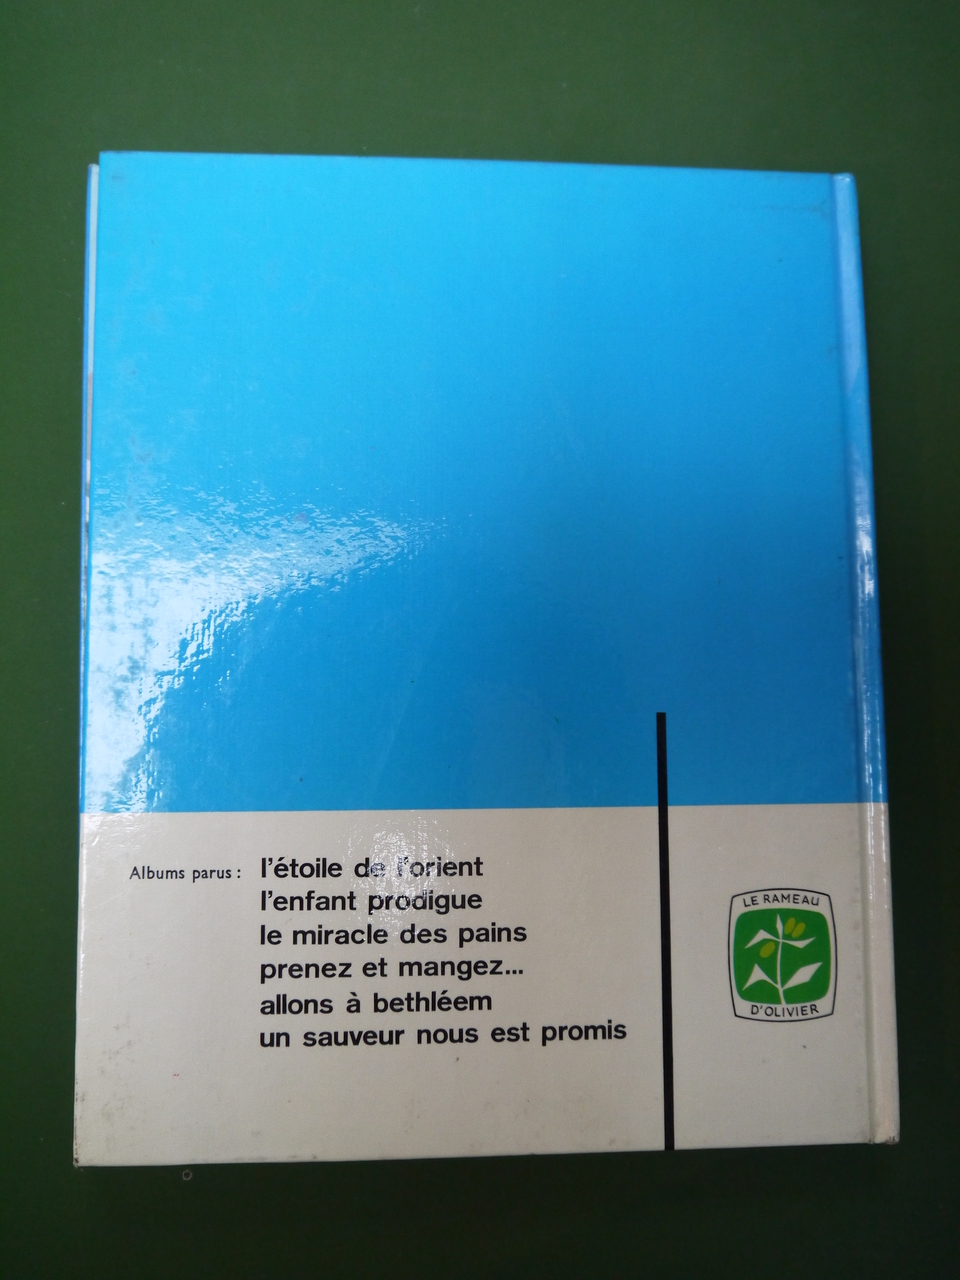 Albums parus : l'étoile de l'orient
l'enfant prodigue
le miracle des pains
prenez et mangez...
allons à bethléem
un sauveur nous est promis
LE RAMEAU
D'OLIVIER